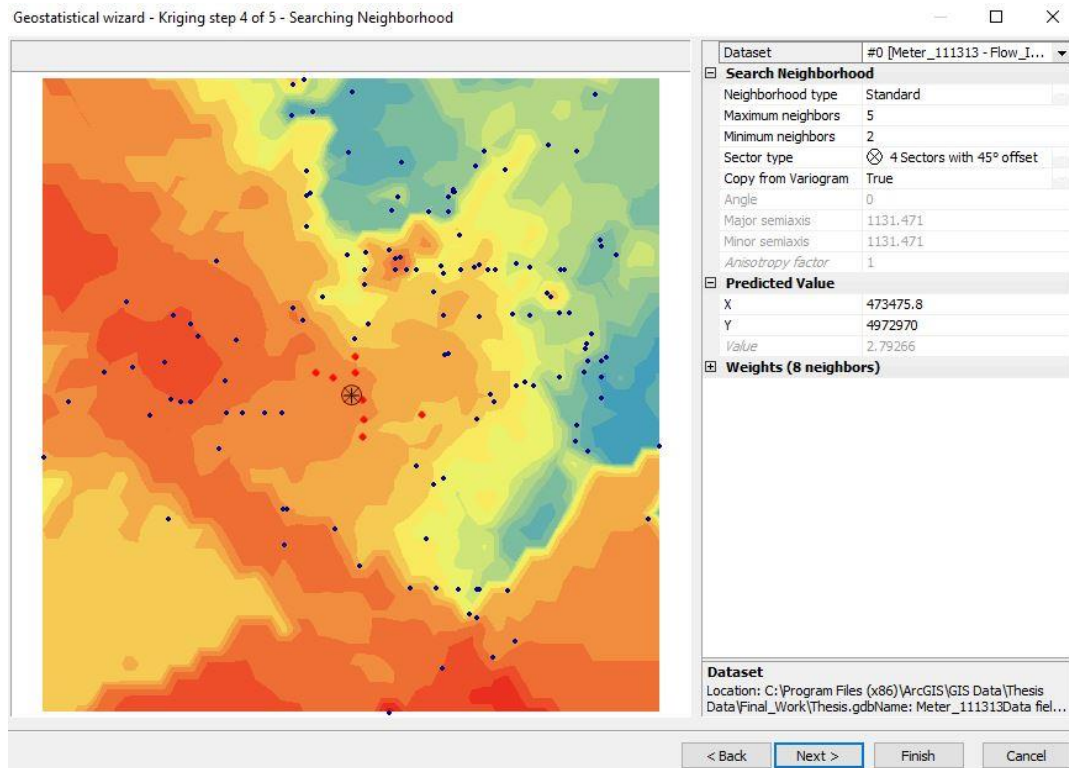 Geostatistical wizard - Kriging step 4 of 5 - Searching Neighborhood
Dataset #0 [Meter_111313 - Flow_I...
Search Neighborhood
Neighborhood type Standard
Maximum neighbors 5
Minimum neighbors 2
Sector type 4 Sectors with 45° offset
Copy from Variogram True
Angle 0
Major semiaxis 1131.471
Minor semiaxis 1131.471
Anisotropy factor 1
Predicted Value
X 473475.8
Y 4972970
Value 2.79266
Weights (8 neighbors)
Dataset
Location: C:\Program Files (x86)\ArcGIS\GIS Data\Thesis
Data\Final_Work\Thesis.gdbName: Meter_111313Data fiel...
< Back Next > Finish Cancel